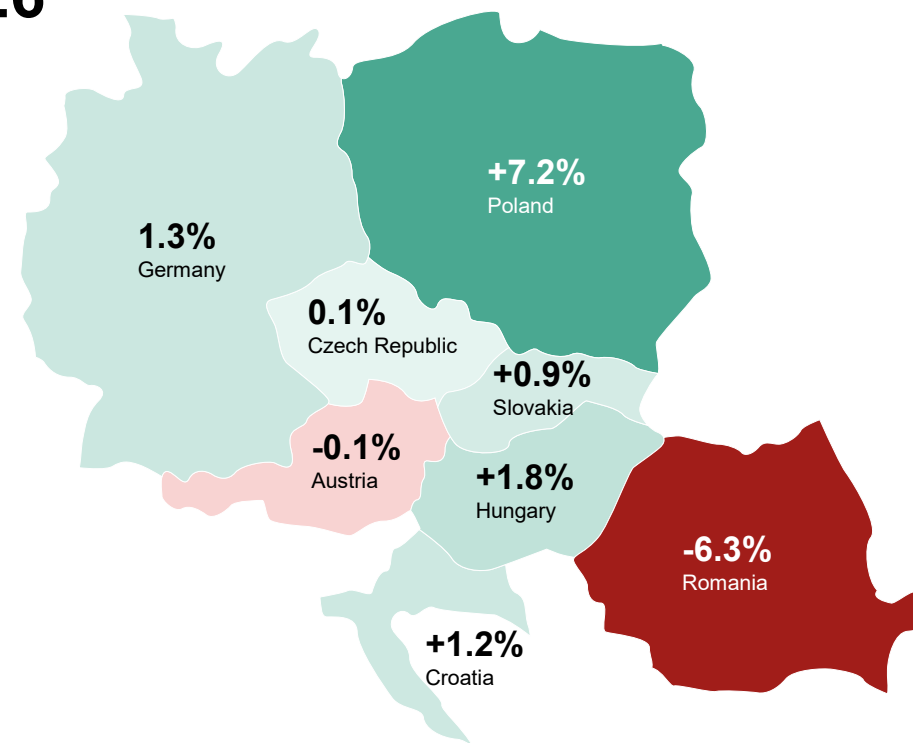 +7.2%
Poland
1.3%
Germany
0.1%
Czech Republic
+0.9%
Slovakia
-0.1%
Austria
+1.8%
Hungary
-6.3%
Romania
+1.2%
Croatia